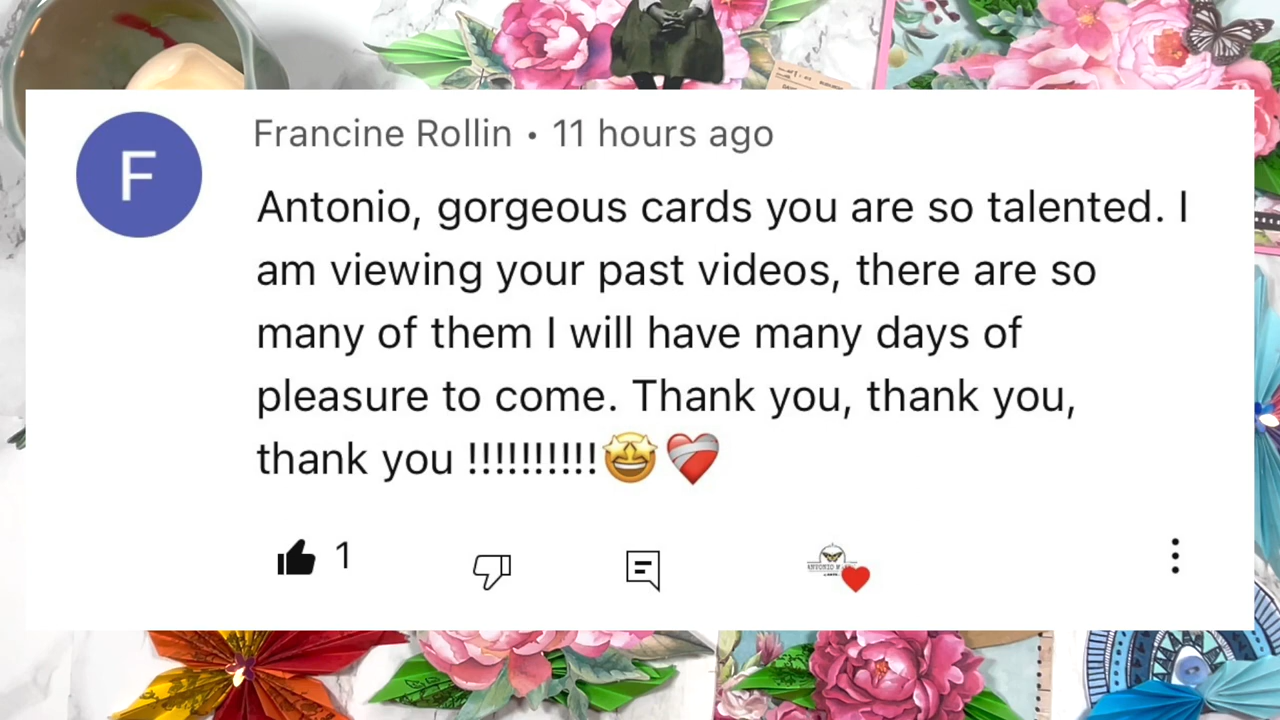 F
Francine Rollin • 11 hours ago
Antonio, gorgeous cards you are so talented. I
am viewing your past videos, there are so
many of them I will have many days of
pleasure to come. Thank you, thank you,
thank you !!!!!!!!!!🤩❤️‍🩹
1
ANTONIO